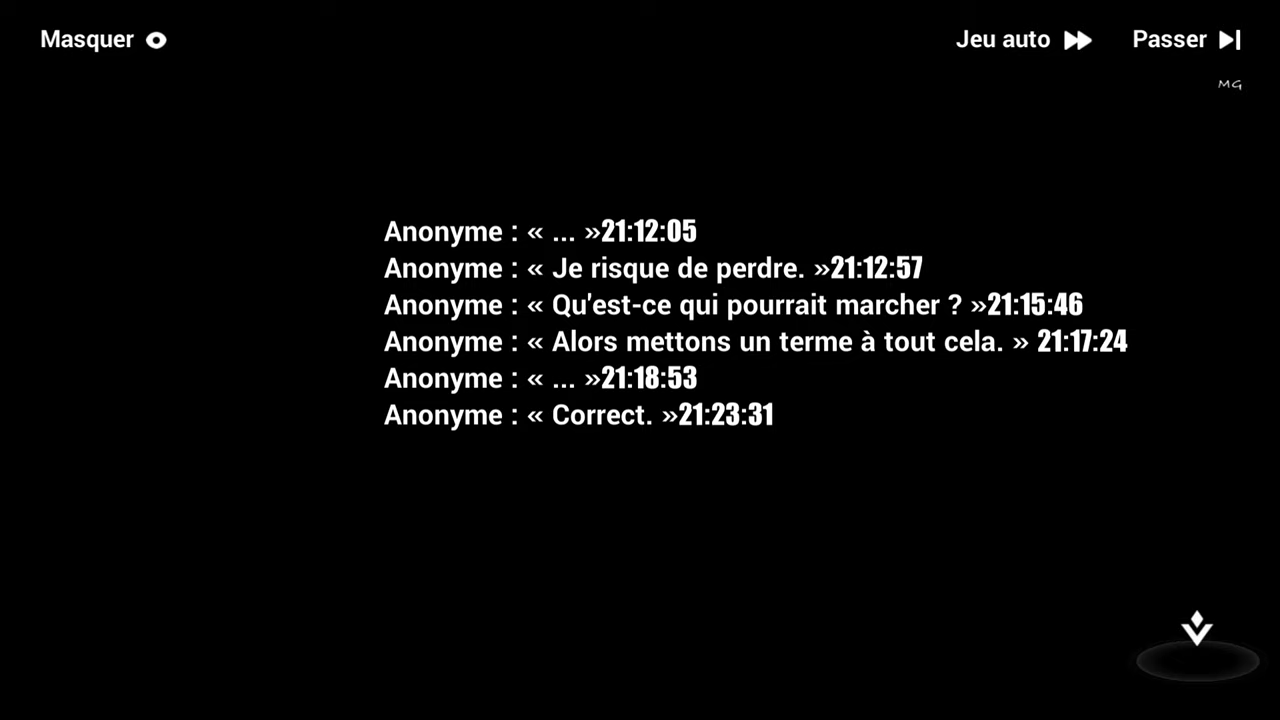 Masquer
Jeu auto
Passer
MG
Anonyme : « ... »21:12:05
Anonyme : « Je risque de perdre. »21:12:57
Anonyme : « Qu'est-ce qui pourrait marcher ? »21:15:46
Anonyme : « Alors mettons un terme à tout cela. » 21:17:24
Anonyme : « ... »21:18:53
Anonyme : « Correct. »21:23:31